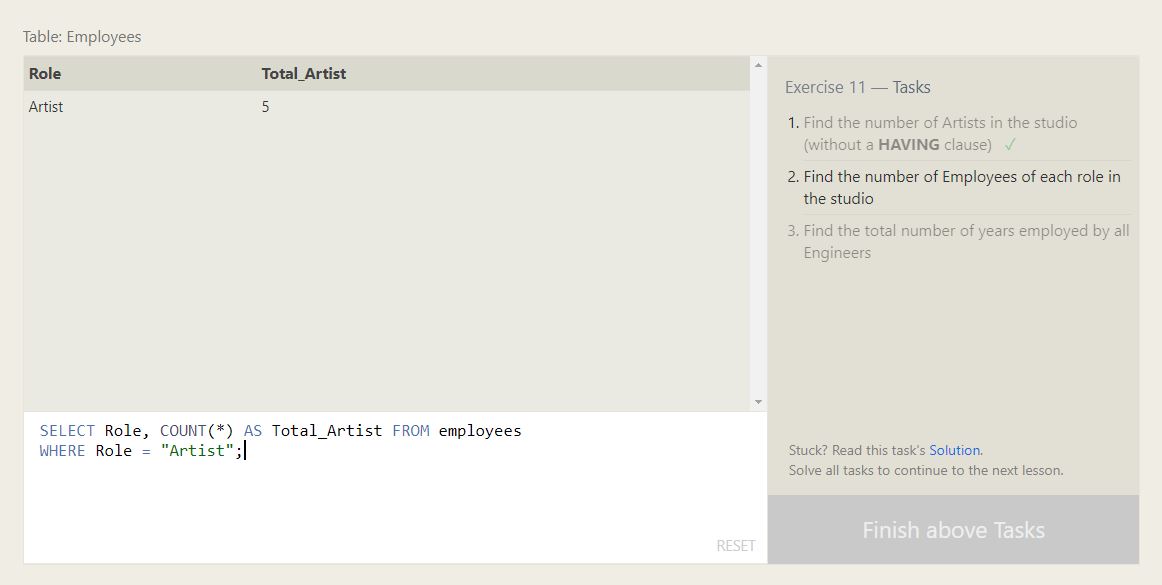 Table: Employees
Role Total_Artist
Artist 5
SELECT Role, COUNT(*) AS Total_Artist FROM employees
WHERE Role = "Artist";
RESET
Exercise 11 — Tasks
1. Find the number of Artists in the studio
(without a HAVING clause) ✓
2. Find the number of Employees of each role in
the studio
3. Find the total number of years employed by all
Engineers
Stuck? Read this task's Solution.
Solve all tasks to continue to the next lesson.
Finish above Tasks